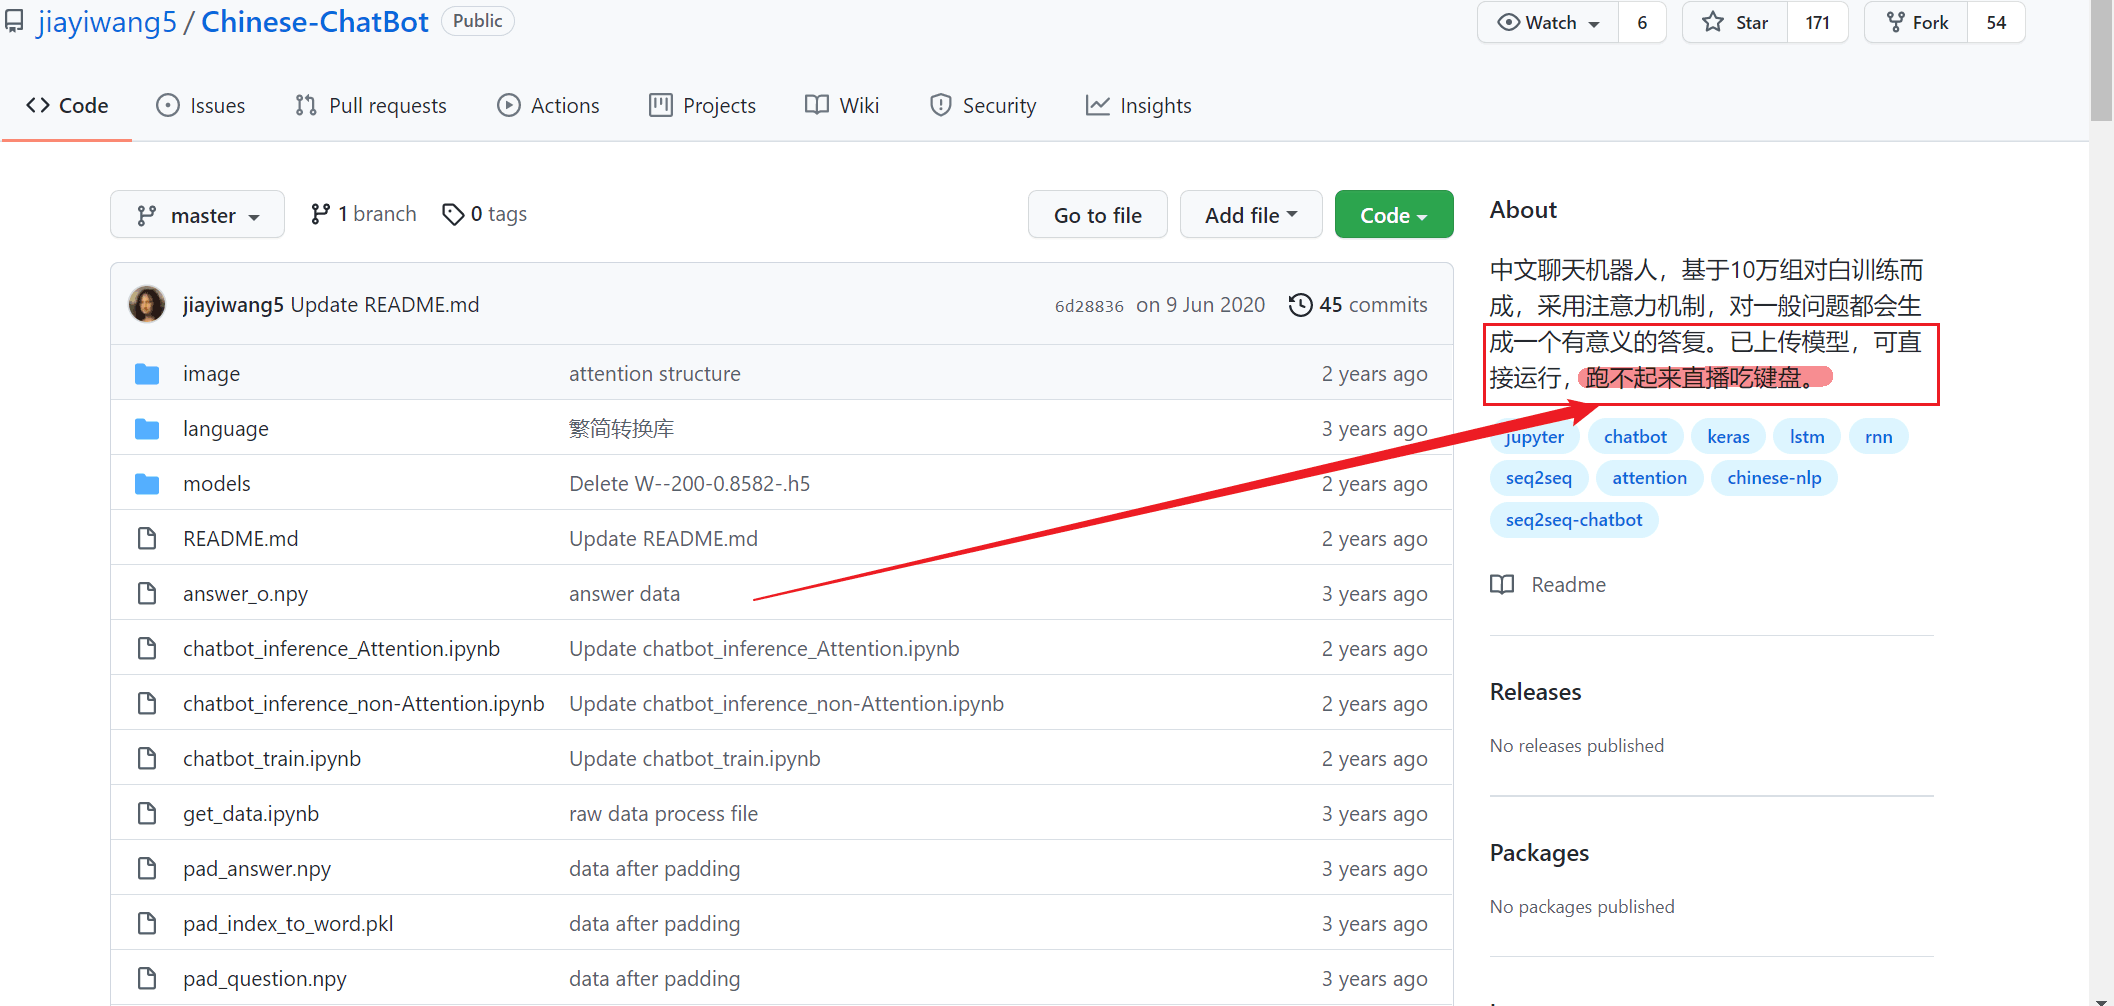 jiayiwang5 / Chinese-ChatBot Public
Watch 6 Star 171 Fork 54
Code Issues Pull requests Actions Projects Wiki Security Insights
master 1 branch 0 tags Go to file Add file Code
jiayiwang5 Update README.md 6d28836 on 9 Jun 2020 45 commits
image attention structure 2 years ago
language 繁简转换库 3 years ago
models Delete W--200-0.8582-.h5 2 years ago
README.md Update README.md 2 years ago
answer_o.npy answer data 3 years ago
chatbot_inference_Attention.ipynb Update chatbot_inference_Attention.ipynb 2 years ago
chatbot_inference_non-Attention.ipynb Update chatbot_inference_non-Attention.ipynb 2 years ago
chatbot_train.ipynb Update chatbot_train.ipynb 2 years ago
get_data.ipynb raw data process file 3 years ago
pad_answer.npy data after padding 3 years ago
pad_index_to_word.pkl data after padding 3 years ago
pad_question.npy data after padding 3 years ago
About
中文聊天机器人，基于10万组对白训练而
成，采用注意力机制，对一般问题都会生
成一个有意义的答复。已上传模型，可直
接运行，跑不起来直播吃键盘。
jupyter chatbot keras lstm rnn
seq2seq attention chinese-nlp
seq2seq-chatbot
Readme
Releases
No releases published
Packages
No packages published